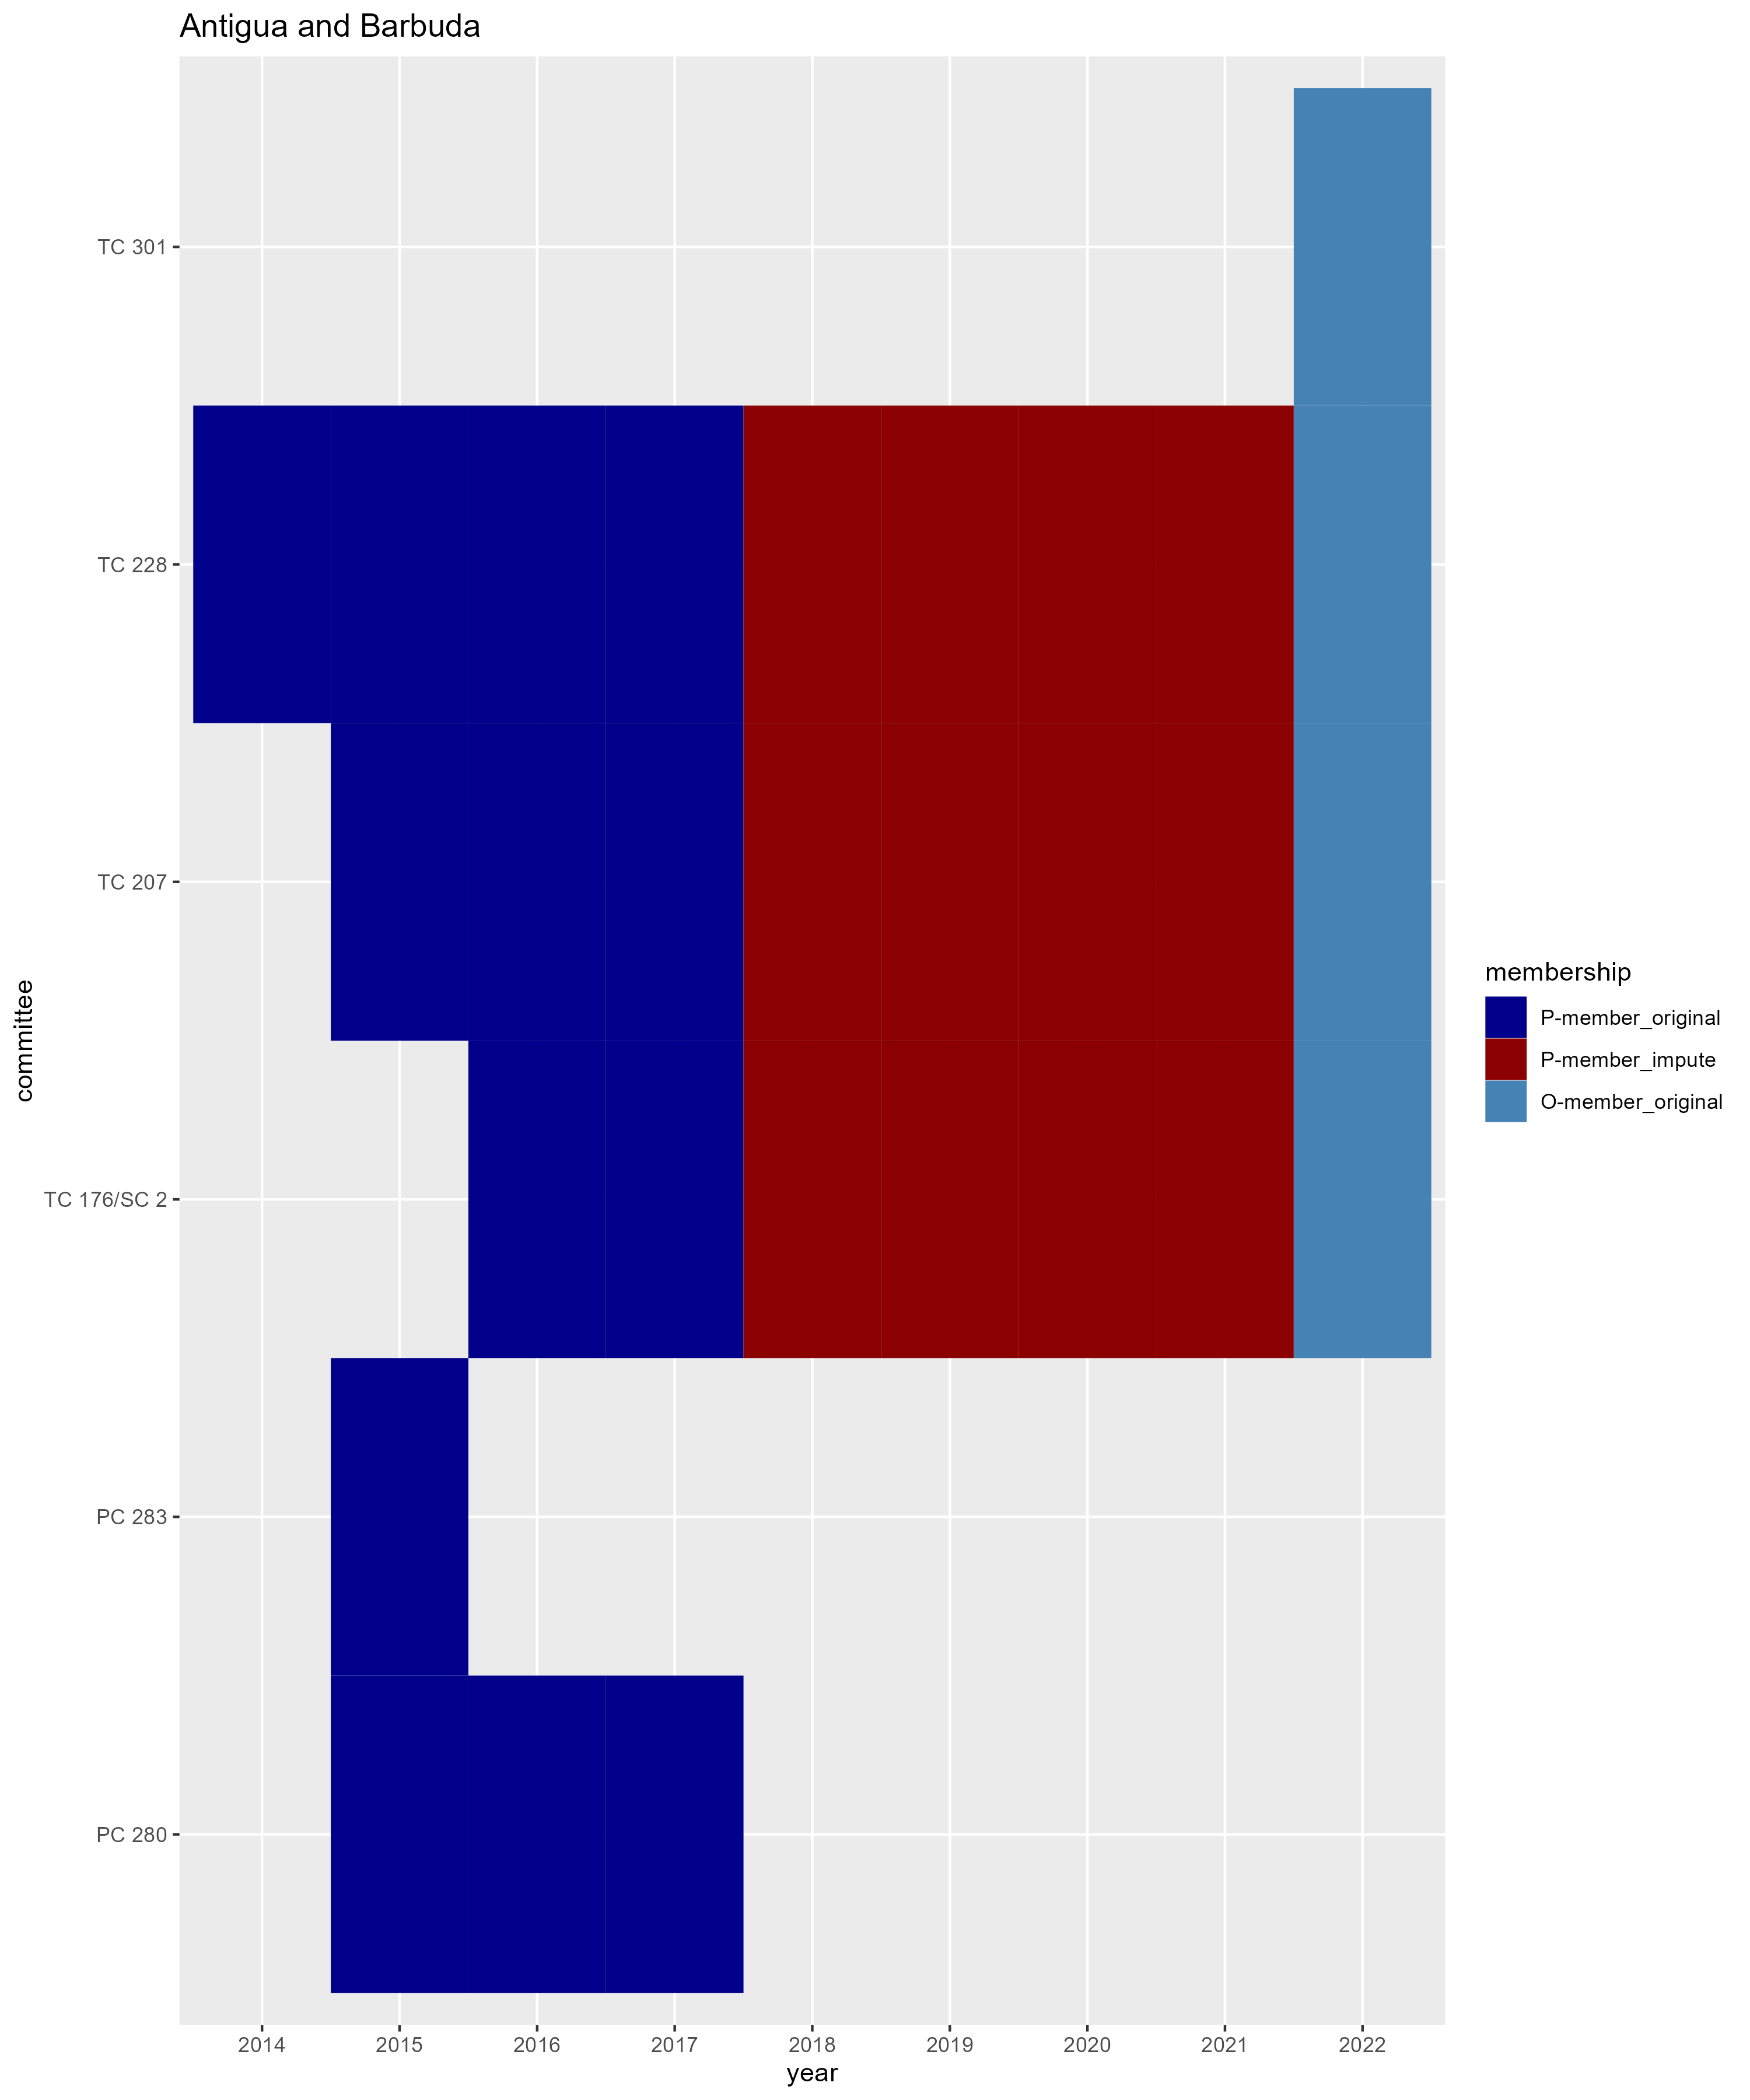 Antigua and Barbuda
committee
TC 301
TC 228
TC 207
TC 176/SC 2
PC 283
PC 280
2014 2015 2016 2017 2018 2019 2020 2021 2022
year
membership
P-member_original
P-member_impute
O-member_original